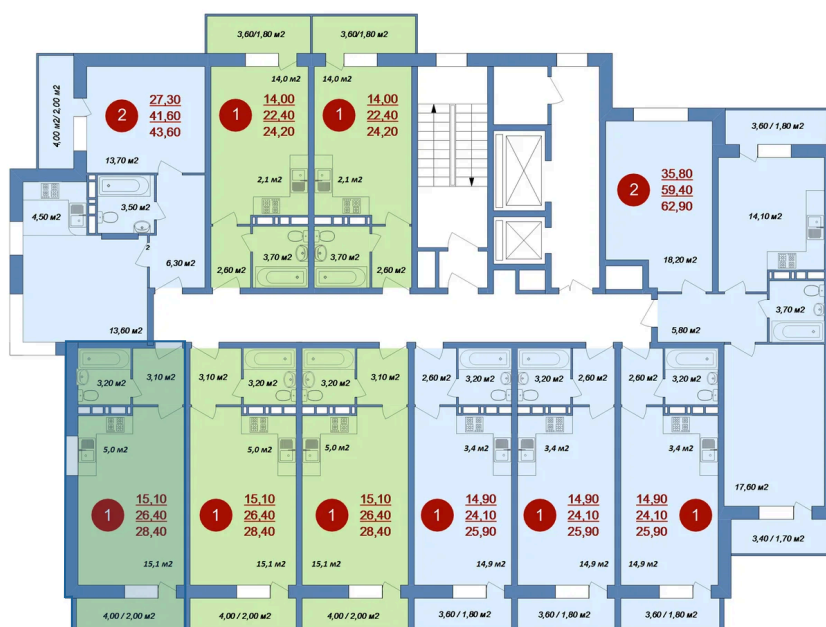 3,60/1,80 м2
3,60/1,80 м2
4,00 м2/ 2,00 м2
2
27,30
41,60
43,60
13,70 м2
14,0 м2
1
14,00
22,40
24,20
2,1 м2
14,0 м2
1
14,00
22,40
24,20
2,1 м2
3,60 / 1,80 м2
2
35,80
59,40
62,90
18,20 м2
14,10 м2
4,50 м2
3,50 м2
2
6,30 м2
13,60 м2
2,60 м2
3,70 м2
3,70 м2
2,60 м2
5,80 м2
3,70 м2
17,60 м2
3,40 / 1,70 м2
3,20 м2
3,10 м2
3,10 м2
3,20 м2
3,20 м2
3,10 м2
2,60 м2
3,20 м2
3,20 м2
2,60 м2
2,60 м2
3,20 м2
5,0 м2
5,0 м2
5,0 м2
3,4 м2
3,4 м2
3,4 м2
1
15,10
26,40
28,40
15,1 м2
1
15,10
26,40
28,40
15,1 м2
1
15,10
26,40
28,40
15,1 м2
1
14,90
24,10
25,90
14,9 м2
1
14,90
24,10
25,90
14,9 м2
14,90
24,10
25,90
1
14,9 м2
4,00 / 2,00 м2
4,00 / 2,00 м2
4,00 / 2,00 м2
3,60 / 1,80 м2
3,60 / 1,80 м2
3,60 / 1,80 м2